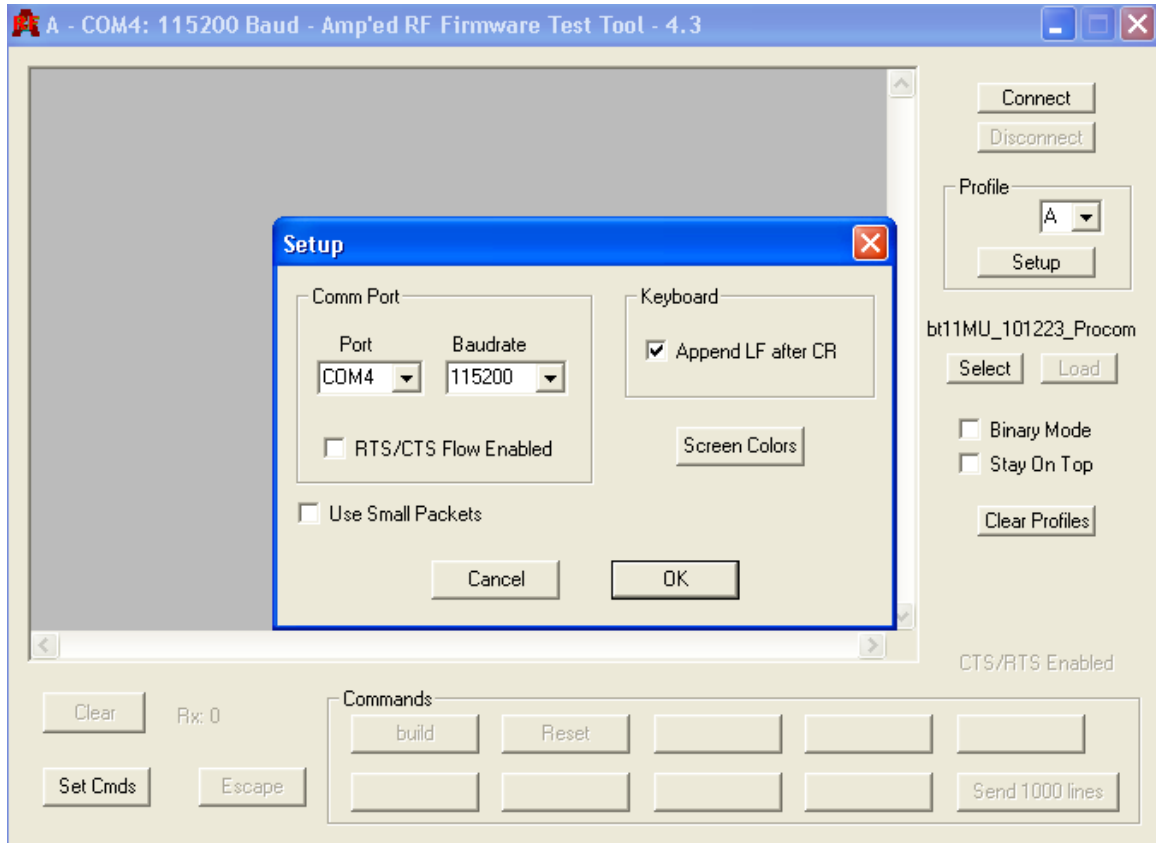 A - COM4: 115200 Baud - Amp'ed RF Firmware Test Tool - 4.3
Connect
Disconnect
Profile
A
Setup
bt11MU_101223_Procom
Select Load
Binary Mode
Stay On Top
Clear Profiles
CTS/RTS Enabled
Setup
Comm Port
Port Baudrate
COM4 115200
RTS/CTS Flow Enabled
Keyboard
Append LF after CR
Screen Colors
Use Small Packets
Cancel OK
Clear Rx: 0
Set Cmds Escape
Commands
build Reset
Send 1000 lines